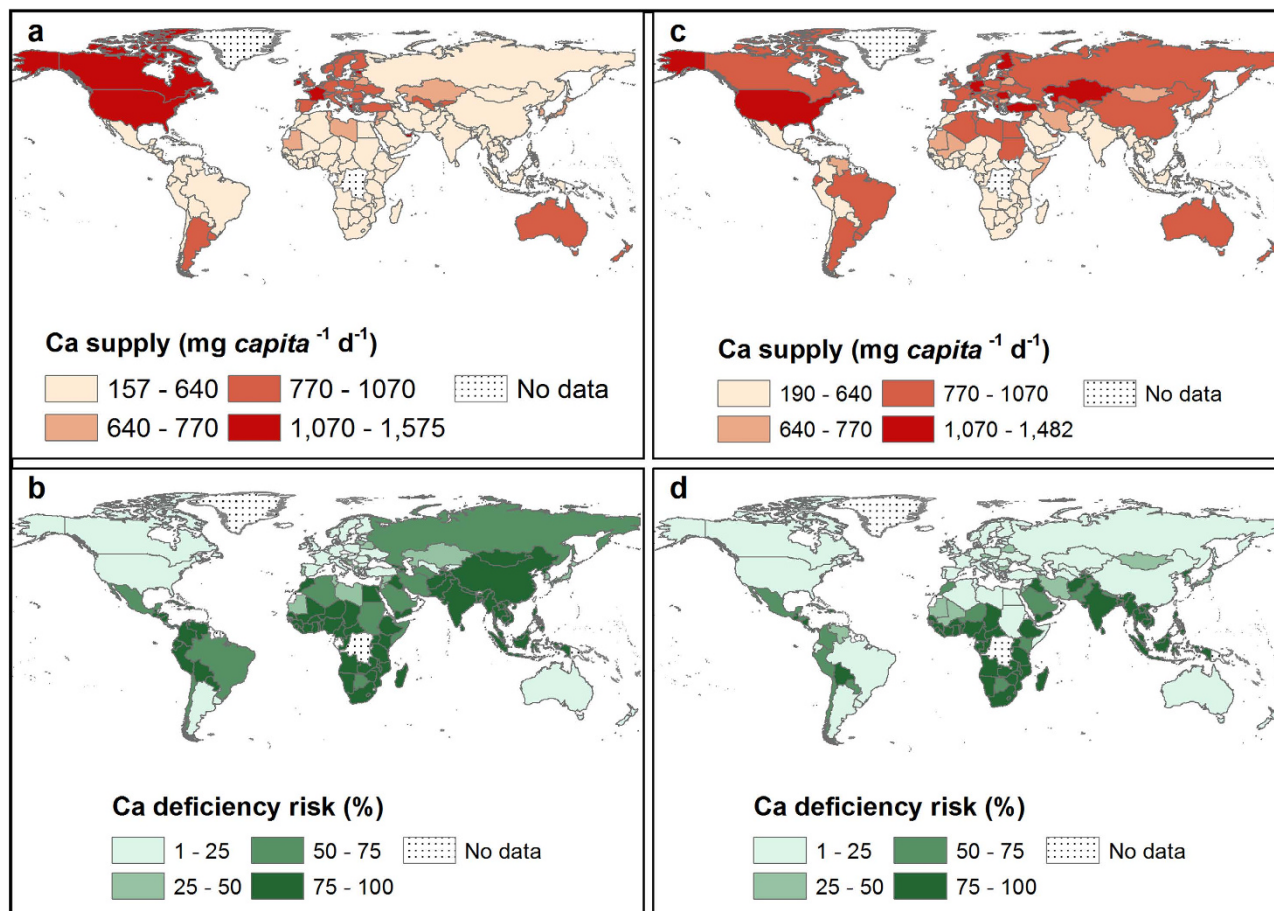 a
Ca supply (mg capita ⁻¹ d⁻¹)
157 - 640
770 - 1070
No data
640 - 770
1,070 - 1,575
c
Ca supply (mg capita ⁻¹ d⁻¹)
190 - 640
770 - 1070
No data
640 - 770
1,070 - 1,482
b
Ca deficiency risk (%)
1 - 25
50 - 75
No data
25 - 50
75 - 100
d
Ca deficiency risk (%)
1 - 25
50 - 75
No data
25 - 50
75 - 100